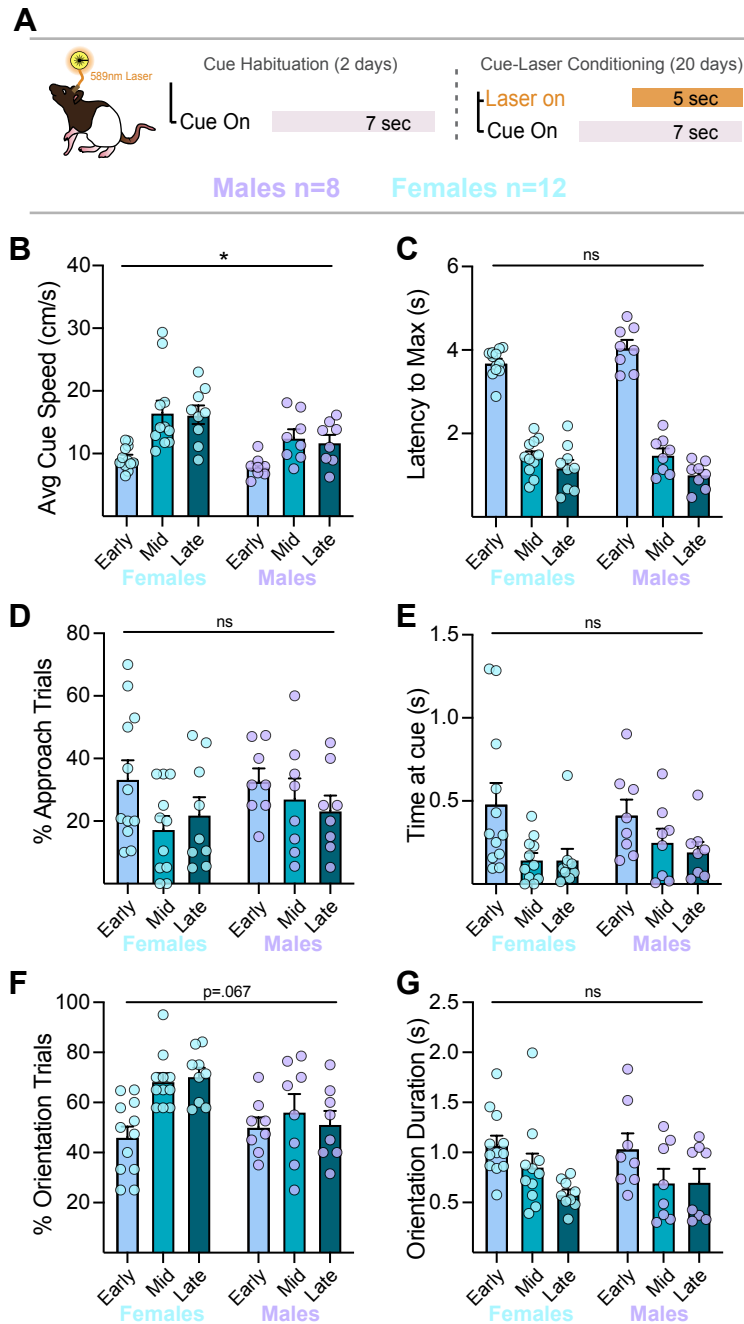 A
589nm Laser
Cue Habituation (2 days)
Cue On
7 sec
Cue-Laser Conditioning (20 days)
Laser on
5 sec
Cue On
7 sec
Males n=8
Females n=12
B
Avg Cue Speed (cm/s)
40
30
20
10
*
Early
Mid
Late
Early
Mid
Late
Females
Males
C
Latency to Max (s)
6
4
2
ns
Early
Mid
Late
Early
Mid
Late
Females
Males
D
% Approach Trials
80
60
40
20
ns
Early
Mid
Late
Early
Mid
Late
Females
Males
E
Time at cue (s)
1.5
1.0
0.5
ns
Early
Mid
Late
Early
Mid
Late
Females
Males
F
% Orientation Trials
100
80
60
40
20
p=.067
Early
Mid
Late
Early
Mid
Late
Females
Males
G
Orientation Duration (s)
2.5
2.0
1.5
1.0
0.5
ns
Early
Mid
Late
Early
Mid
Late
Females
Males